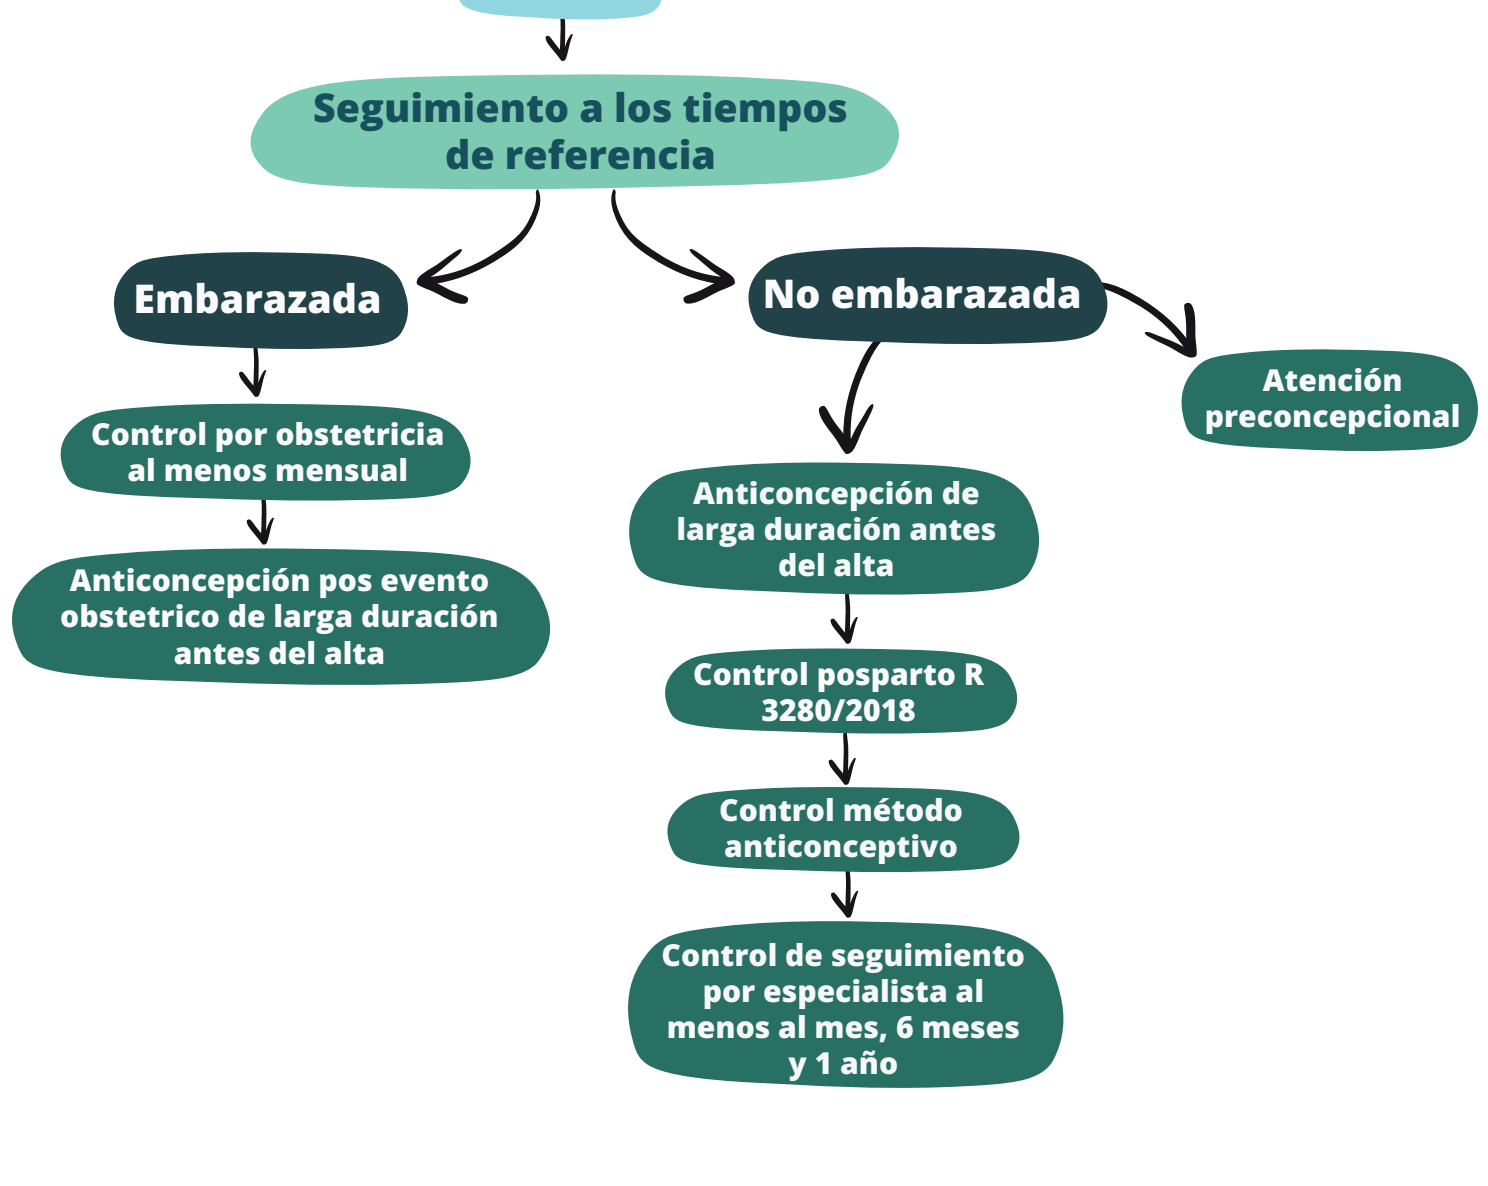 Seguimiento a los tiempos
de referencia
Embarazada
Control por obstetricia
al menos mensual
Anticoncepción pos evento
obstetrico de larga duración
antes del alta
No embarazada
Anticoncepción de
larga duración antes
del alta
Control posparto R
3280/2018
Control método
anticonceptivo
Control de seguimiento
por especialista al
menos al mes, 6 meses
y 1 año
Atención
preconcepcional